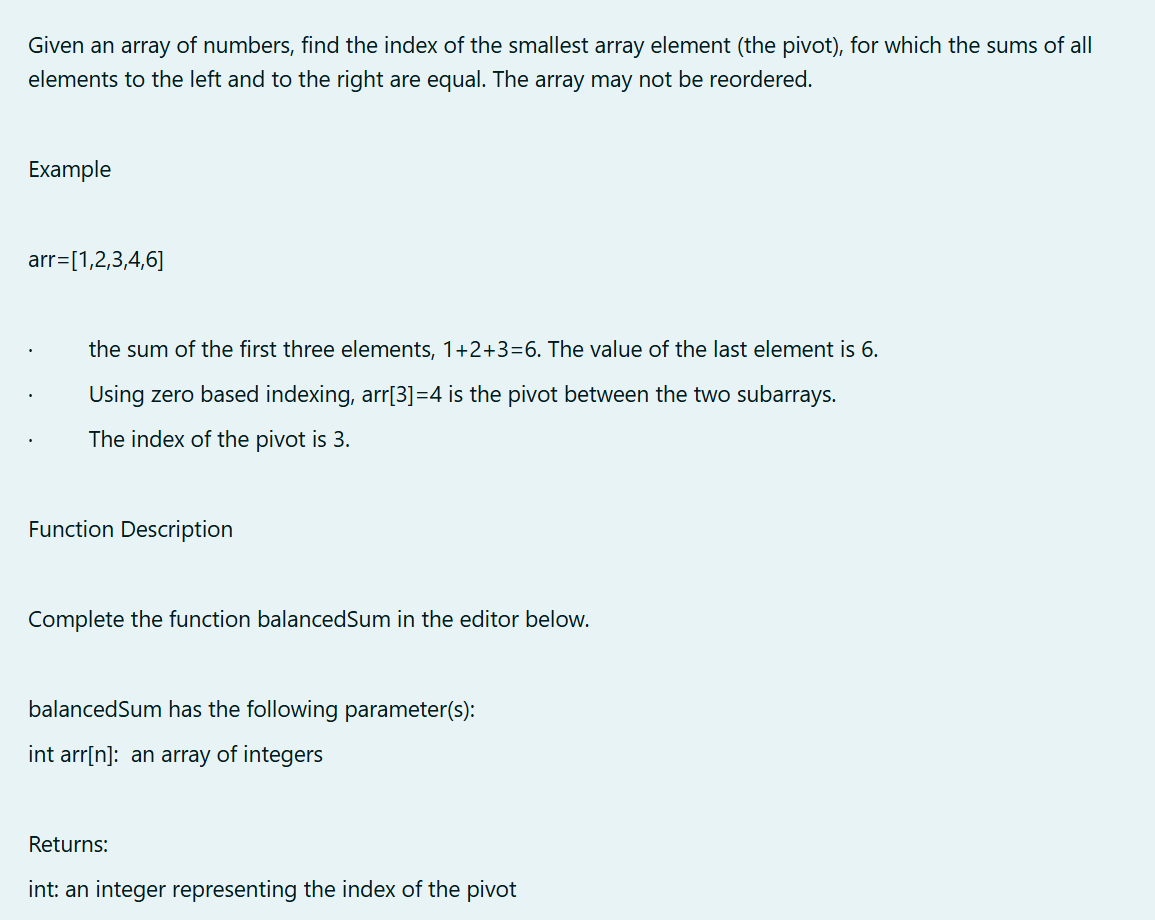 Given an array of numbers, find the index of the smallest array element (the pivot), for which the sums of all
elements to the left and to the right are equal. The array may not be reordered.
Example
arr=[1,2,3,4,6]
· the sum of the first three elements, 1+2+3=6. The value of the last element is 6.
· Using zero based indexing, arr[3]=4 is the pivot between the two subarrays.
· The index of the pivot is 3.
Function Description
Complete the function balancedSum in the editor below.
balancedSum has the following parameter(s):
int arr[n]: an array of integers
Returns:
int: an integer representing the index of the pivot